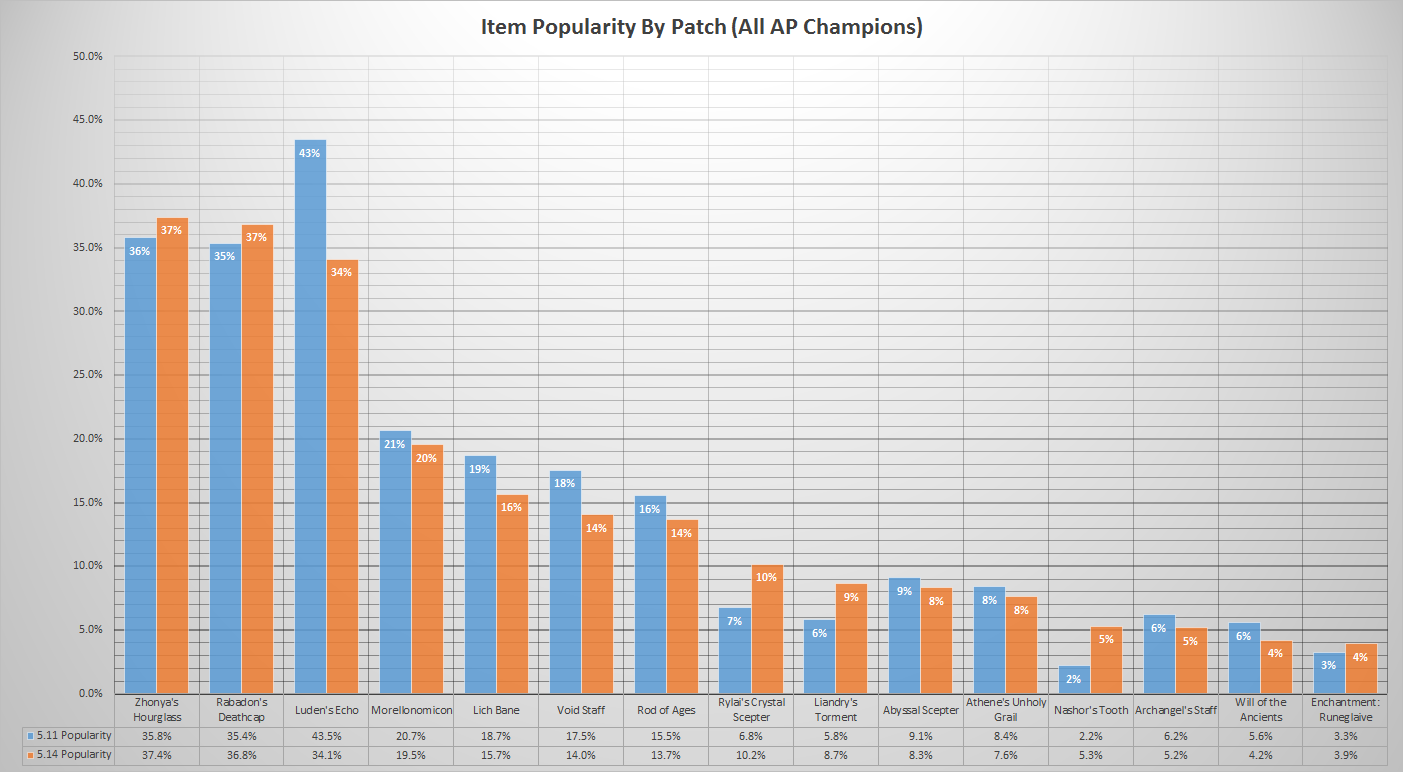 Item Popularity By Patch (All AP Champions)
50.0%
45.0%
40.0%
35.0%
30.0%
25.0%
20.0%
15.0%
10.0%
5.0%
0.0%
36% 37% 35% 37% 43% 34% 21% 20% 19% 16% 18% 14% 16% 14% 7% 10% 6% 9% 9% 8% 8% 8% 2% 5% 6% 5% 6% 4% 3% 4%
Zhonya's Hourglass
Rabadon's Deathcap
Luden's Echo
Morellonomicon
Lich Bane
Void Staff
Rod of Ages
Rylai's Crystal Scepter
Liandry's Torment
Abyssal Scepter
Athene's Unholy Grail
Nashor's Tooth
Archangel's Staff
Will of the Ancients
Enchantment: Runeglaive
5.11 Popularity 35.8% 35.4% 43.5% 20.7% 18.7% 17.5% 15.5% 6.8% 5.8% 9.1% 8.4% 2.2% 6.2% 5.6% 3.3%
5.14 Popularity 37.4% 36.8% 34.1% 19.5% 15.7% 14.0% 13.7% 10.2% 8.7% 8.3% 7.6% 5.3% 5.2% 4.2% 3.9%